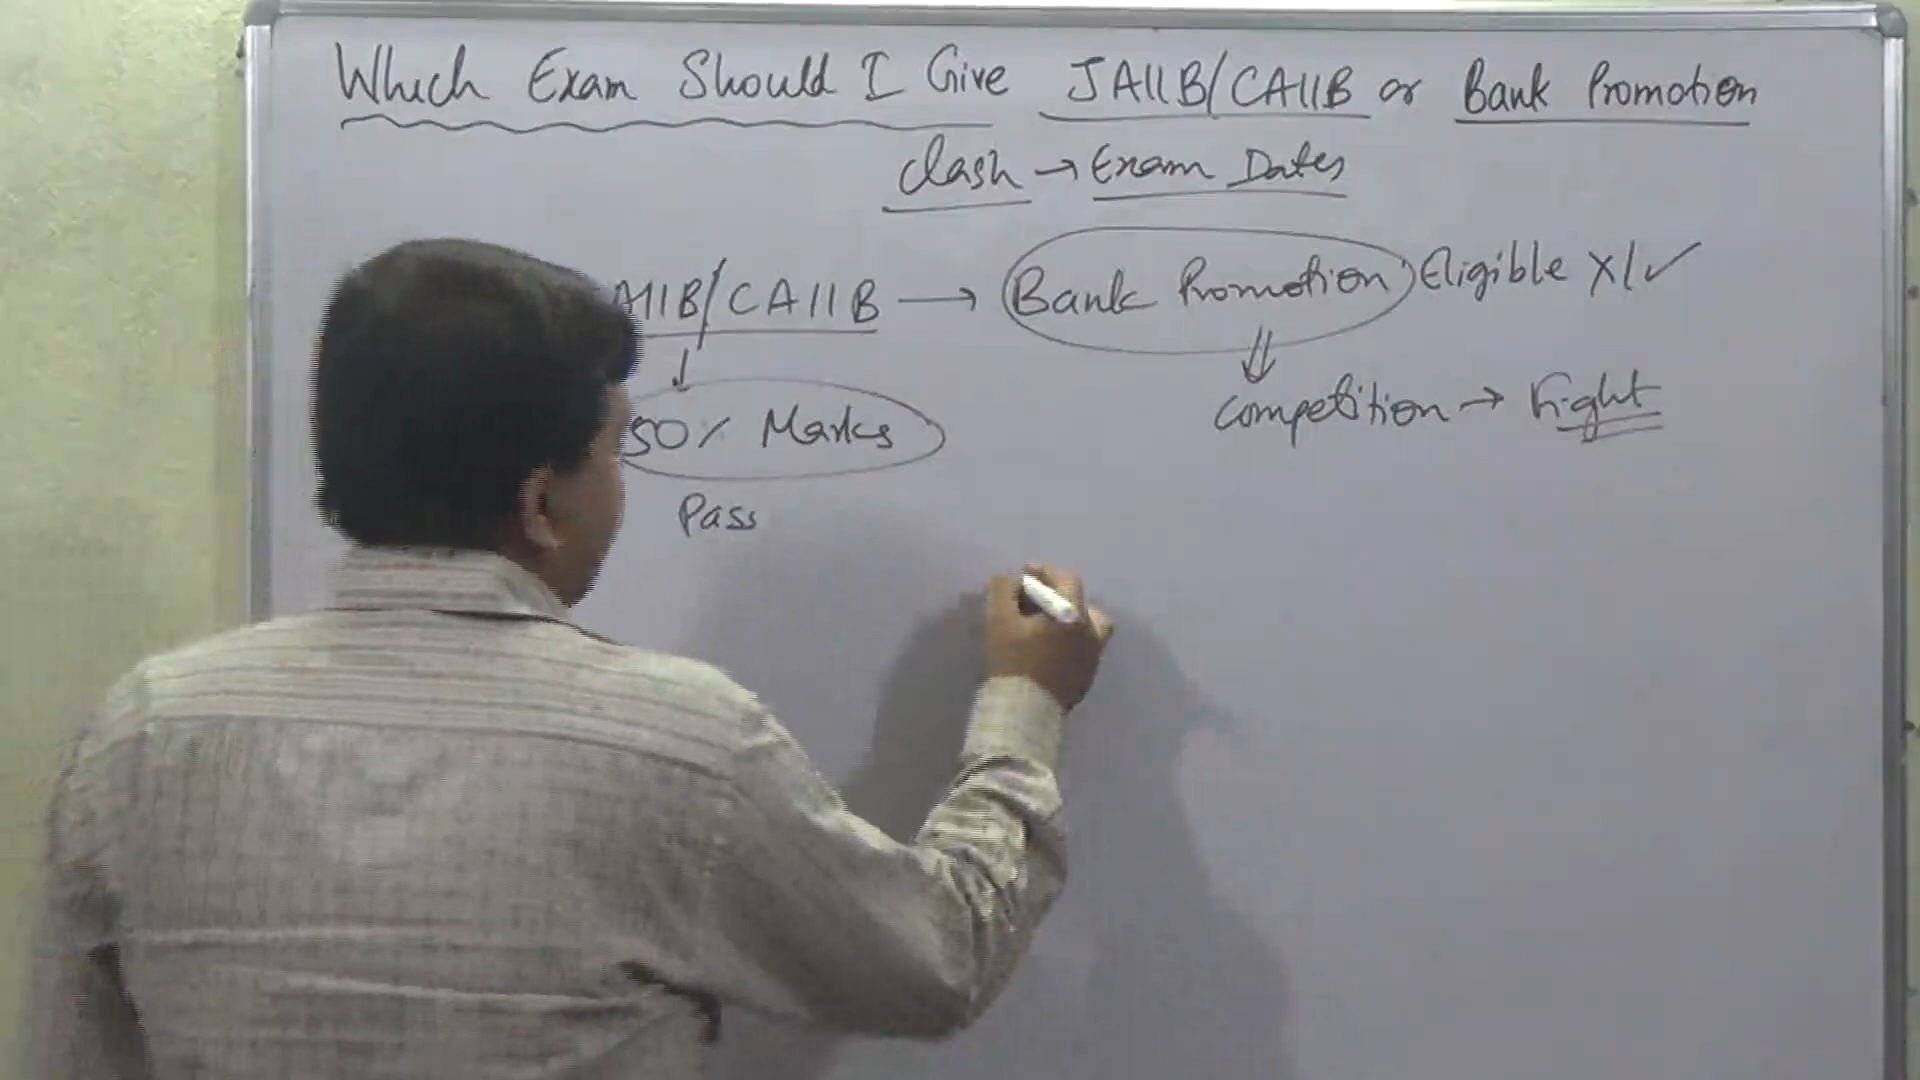 Which Exam Should I Give JAIIB/CAIIB or Bank Promotion
clash → Exam Dates
AIIB/CAIIB → Bank Promotion Eligible X/✓
↓ ⇓
50% Marks competition → Fight
Pass